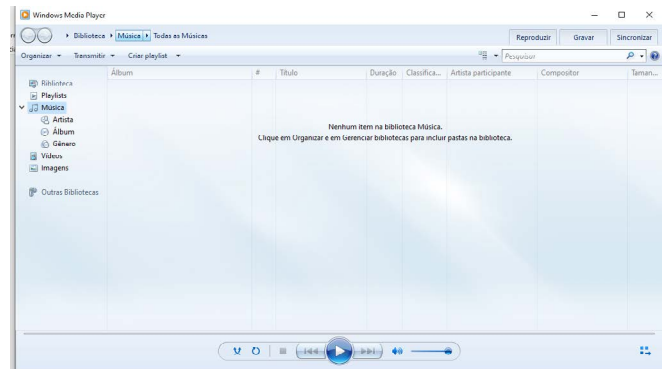 Windows Media Player
Biblioteca Música Todas as Músicas
Reproduzir Gravar Sincronizar
Organizar Transmitir Criar playlist
Pesquisar
Álbum # Título Duração Classifica... Artista participante Compositor Taman...
Biblioteca
Playlists
Música
Artista
Álbum
Gênero
Vídeos
Imagens
Outras Bibliotecas
Nenhum item na biblioteca Música.
Clique em Organizar e em Gerenciar bibliotecas para incluir pastas na biblioteca.